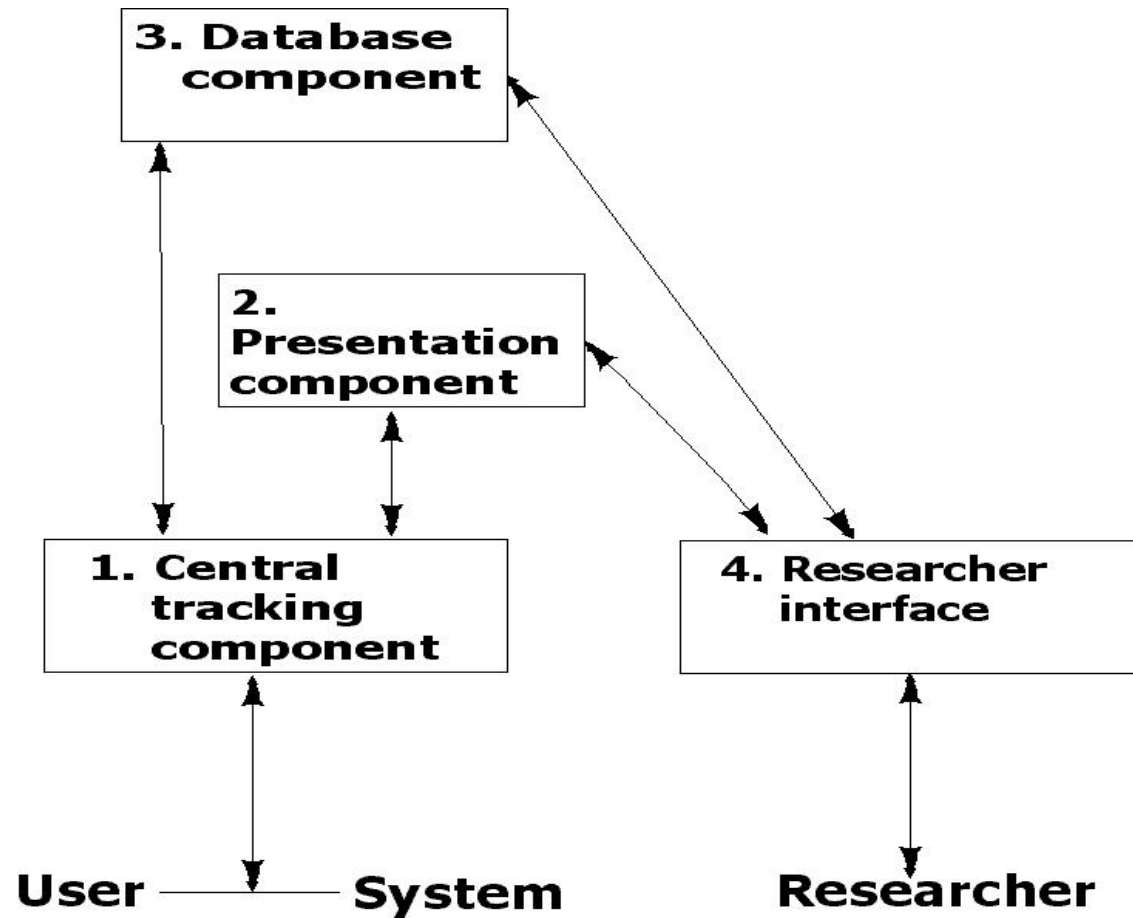 3. Database
component
2.
Presentation
component
1. Central
tracking
component
4. Researcher
interface
User
System
Researcher